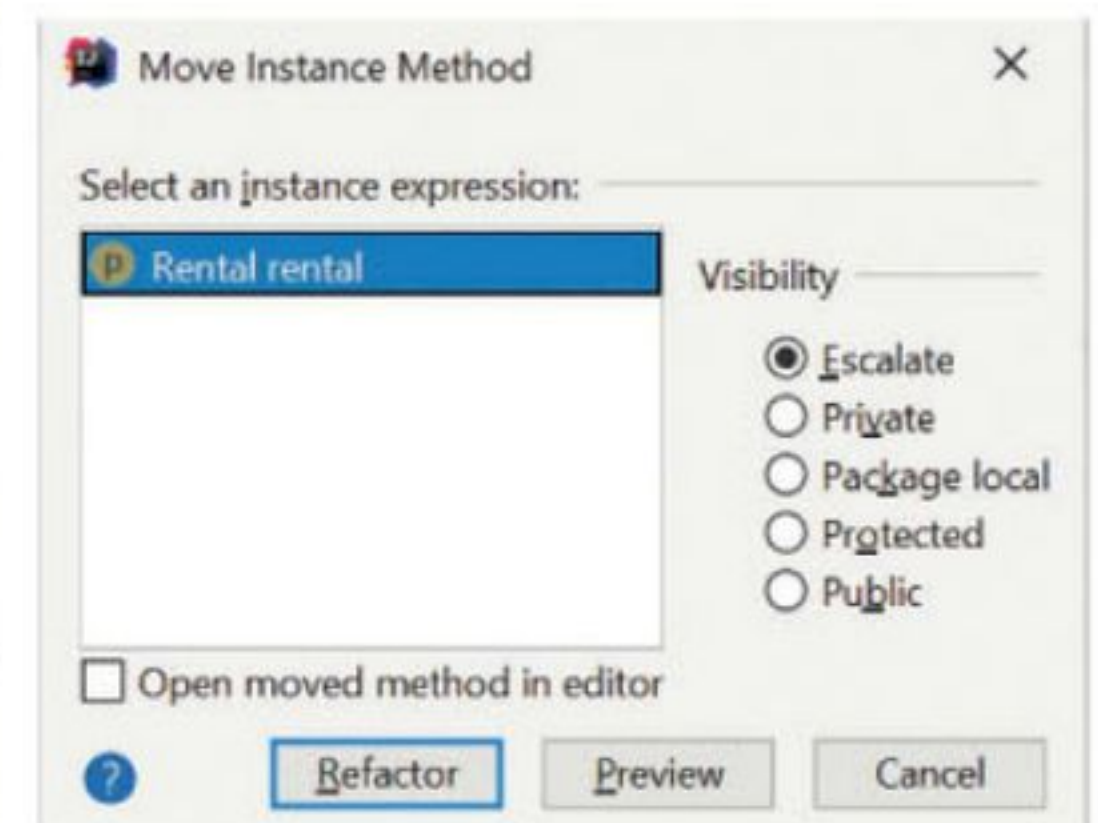 Move Instance Method
Select an instance expression:
p Rental rental
Visibility
Escalate
Private
Package local
Protected
Public
Open moved method in editor
? Refactor Preview Cancel